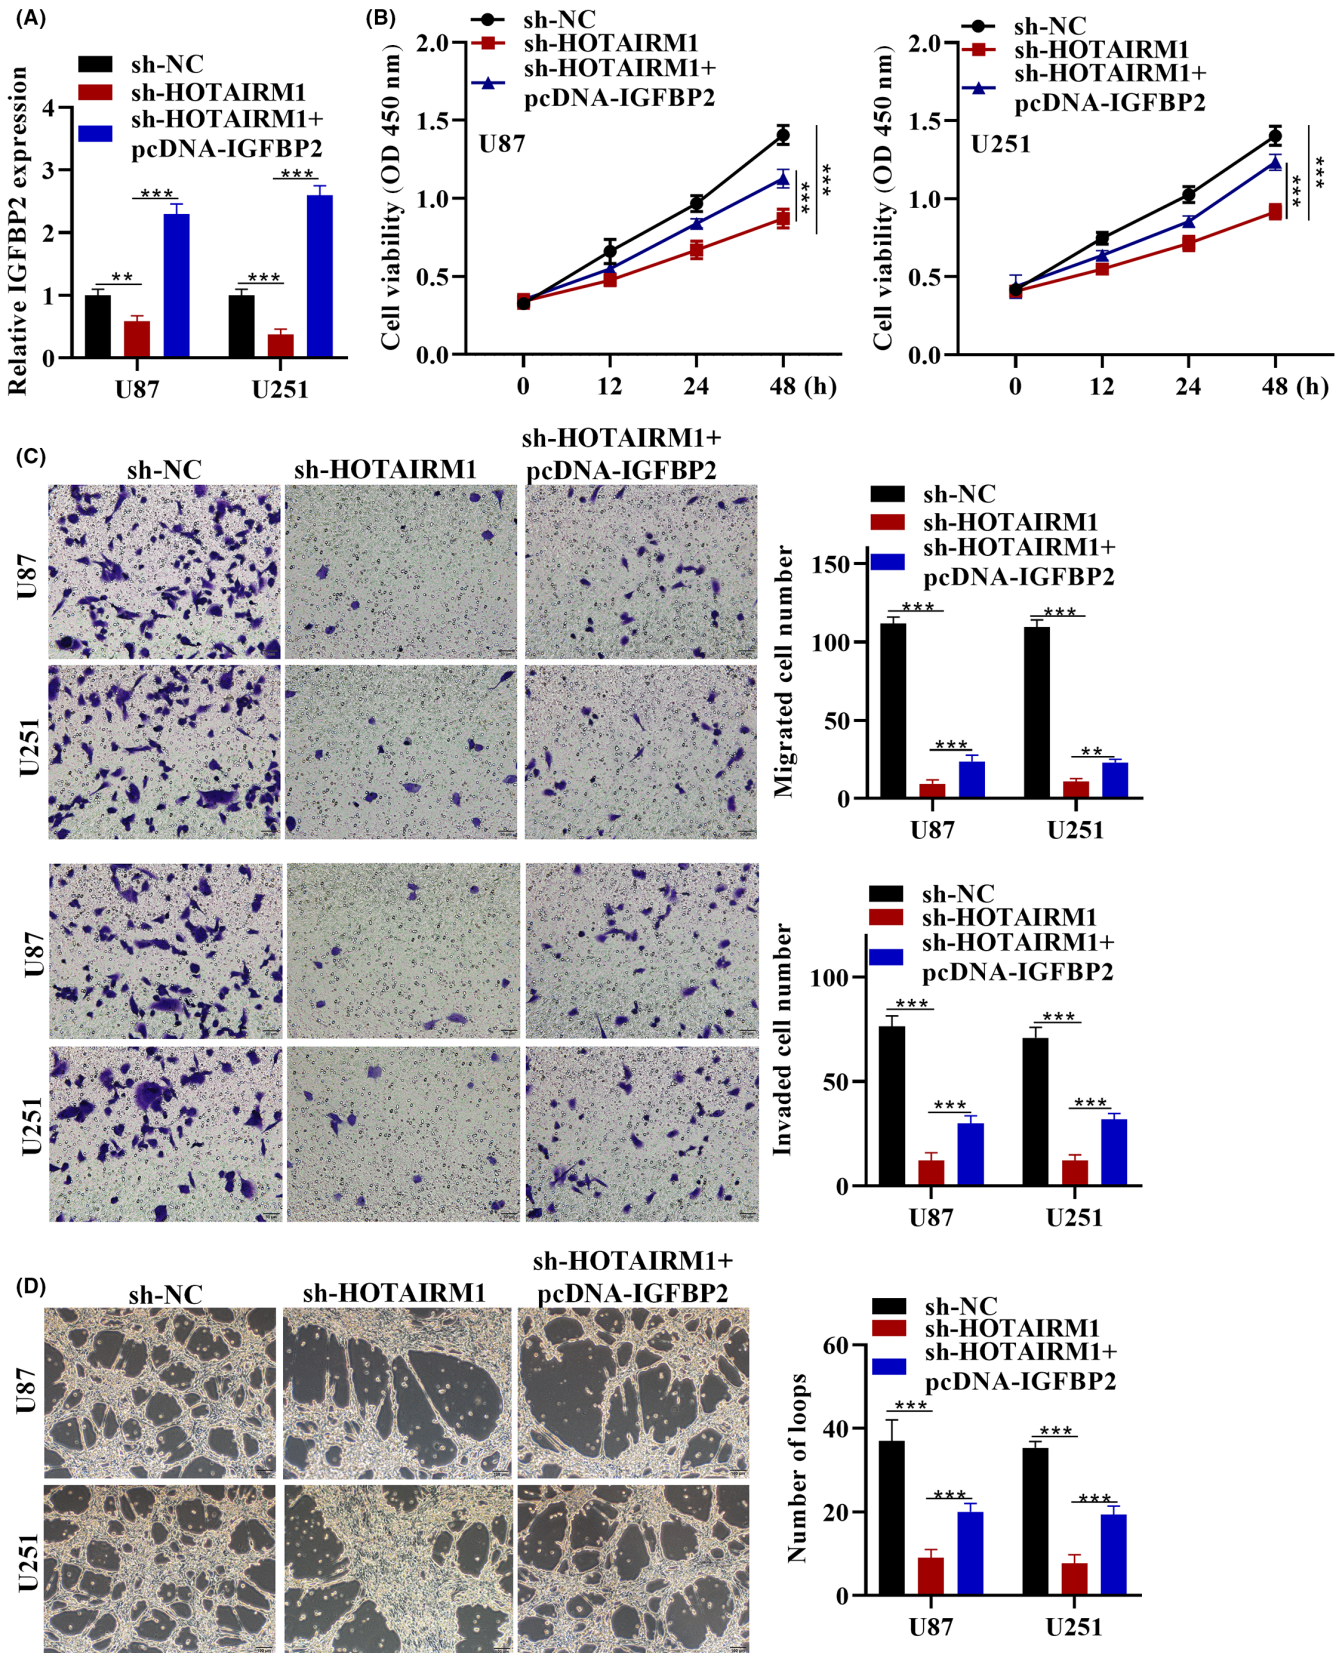 (A)
sh-NC
sh-HOTAIRM1
sh-HOTAIRM1+
pcDNA-IGFBP2
Relative IGFBP2 expression
4
3
2
1
0
**
***
***
***
U87
U251
(B)
sh-NC
sh-HOTAIRM1
sh-HOTAIRM1+
pcDNA-IGFBP2
U87
Cell viability (OD 450 nm)
2.0
1.5
1.0
0.5
0.0
***
***
0 12 24 48 (h)
sh-NC
sh-HOTAIRM1
sh-HOTAIRM1+
pcDNA-IGFBP2
U251
Cell viability (OD 450 nm)
2.0
1.5
1.0
0.5
0.0
***
***
0 12 24 48 (h)
(C)
sh-NC
sh-HOTAIRM1
sh-HOTAIRM1+
pcDNA-IGFBP2
U87
U251
sh-NC
sh-HOTAIRM1
sh-HOTAIRM1+
pcDNA-IGFBP2
Migrated cell number
150
100
50
0
***
***
***
**
U87
U251
U87
U251
sh-NC
sh-HOTAIRM1
sh-HOTAIRM1+
pcDNA-IGFBP2
Invaded cell number
100
50
0
***
***
***
***
U87
U251
(D)
sh-NC
sh-HOTAIRM1
sh-HOTAIRM1+
pcDNA-IGFBP2
U87
U251
sh-NC
sh-HOTAIRM1
sh-HOTAIRM1+
pcDNA-IGFBP2
Number of loops
60
40
20
0
***
***
***
***
U87
U251